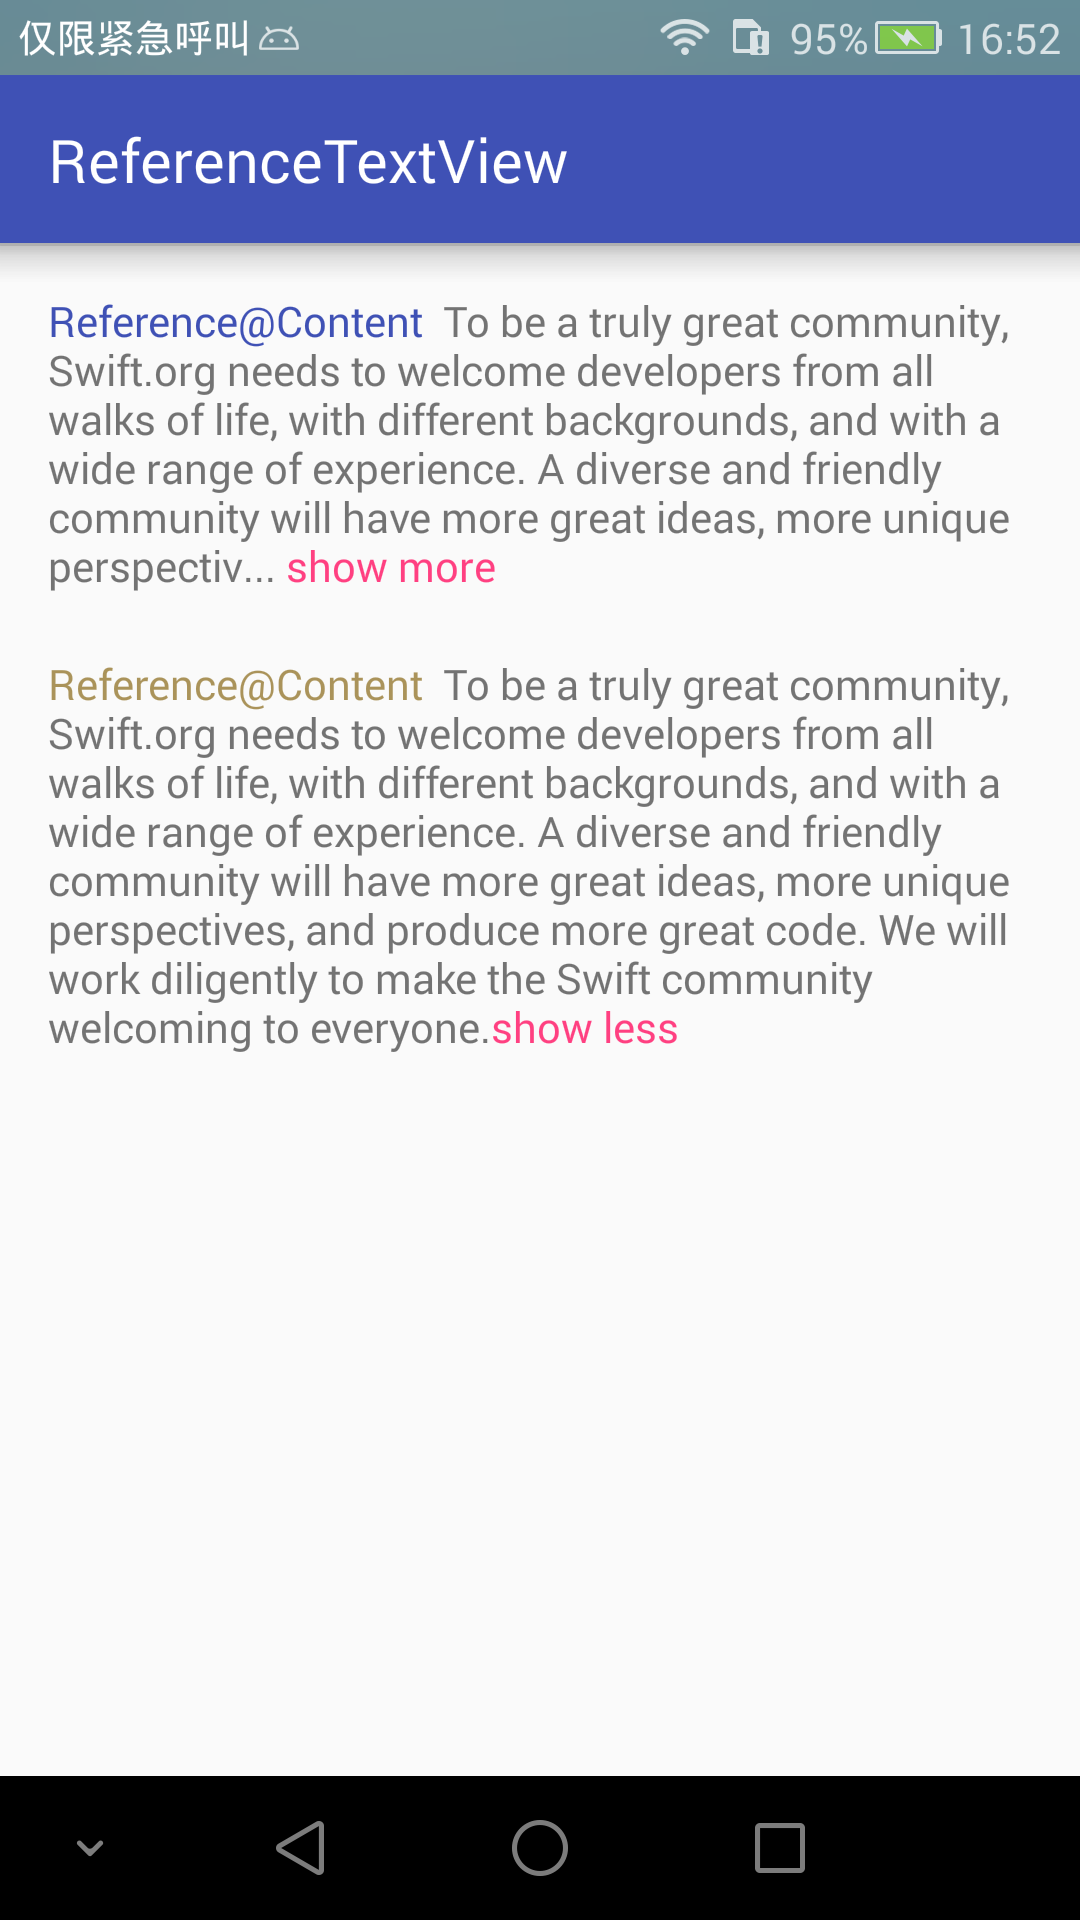 仅限紧急呼叫 95% 16:52
ReferenceTextView
Reference@Content To be a truly great community,
Swift.org needs to welcome developers from all
walks of life, with different backgrounds, and with a
wide range of experience. A diverse and friendly
community will have more great ideas, more unique
perspectiv... show more
Reference@Content To be a truly great community,
Swift.org needs to welcome developers from all
walks of life, with different backgrounds, and with a
wide range of experience. A diverse and friendly
community will have more great ideas, more unique
perspectives, and produce more great code. We will
work diligently to make the Swift community
welcoming to everyone.show less